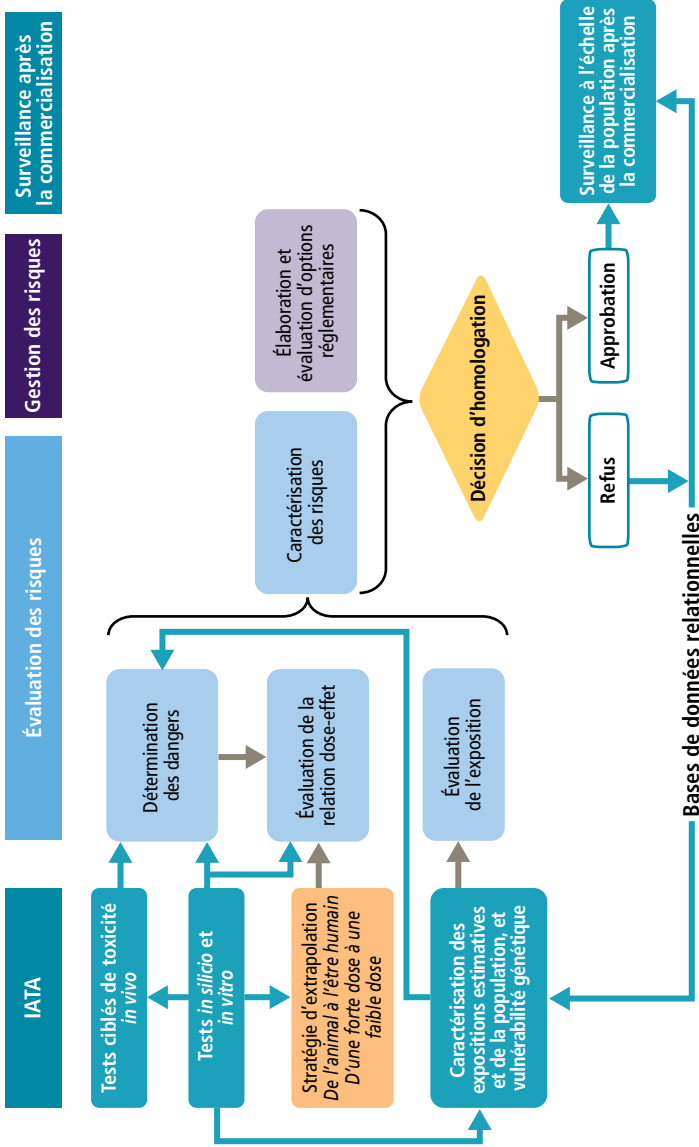 IATA
Évaluation des risques
Gestion des risques
Surveillance après
la commercialisation
Tests ciblés de toxicité
in vivo
Tests in silicio et
in vitro
Stratégie d'extrapolation
De l'animal à l'être humain
D'une forte dose à une
faible dose
Caractérisation des
expositions estimatives
et de la population, et
vulnérabilité génétique
Détermination
des dangers
Évaluation de la
relation dose-effet
Évaluation
de l'exposition
Caractérisation
des risques
Élaboration et
évaluation d'options
réglementaires
Décision d'homologation
Refus
Approbation
Surveillance à l'échelle
de la population après
la commercialisation
Bases de données relationnelles